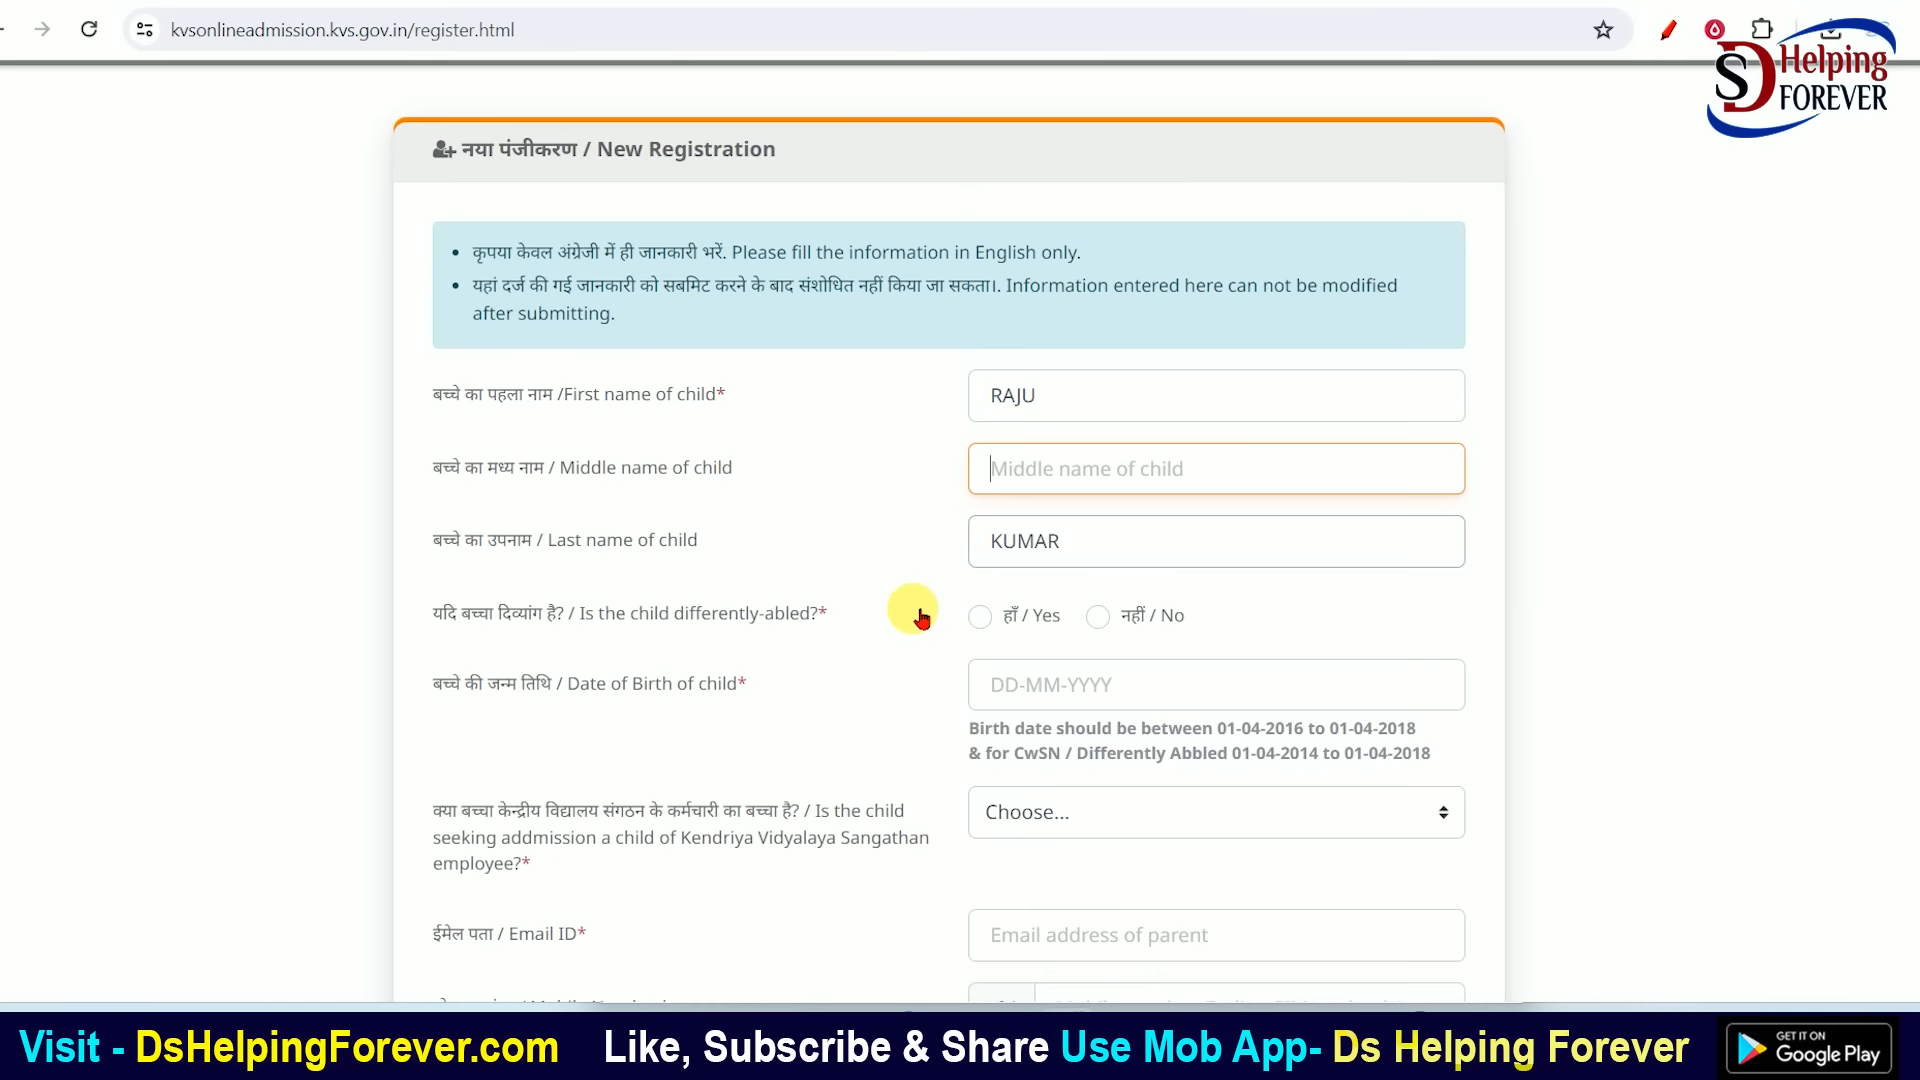 kvsonlineadmission.kvs.gov.in/register.html
SD Helping
FOREVER
नया पंजीकरण / New Registration
• कृपया केवल अंग्रेजी में ही जानकारी भरें. Please fill the information in English only.
• यहां दर्ज की गई जानकारी को सबमिट करने के बाद संशोधित नहीं किया जा सकता।. Information entered here can not be modified
after submitting.
बच्चे का पहला नाम /First name of child*
RAJU
बच्चे का मध्य नाम / Middle name of child
Middle name of child
बच्चे का उपनाम / Last name of child
KUMAR
यदि बच्चा दिव्यांग है? / Is the child differently-abled?*
हाँ / Yes नहीं / No
बच्चे की जन्म तिथि / Date of Birth of child*
DD-MM-YYYY
Birth date should be between 01-04-2016 to 01-04-2018
& for CwSN / Differently Abbled 01-04-2014 to 01-04-2018
क्या बच्चा केन्द्रीय विद्यालय संगठन के कर्मचारी का बच्चा है? / Is the child
seeking addmission a child of Kendriya Vidyalaya Sangathan
employee?*
Choose...
ईमेल पता / Email ID*
Email address of parent
Visit - DsHelpingForever.com Like, Subscribe & Share Use Mob App- Ds Helping Forever
GET IT ON
Google Play